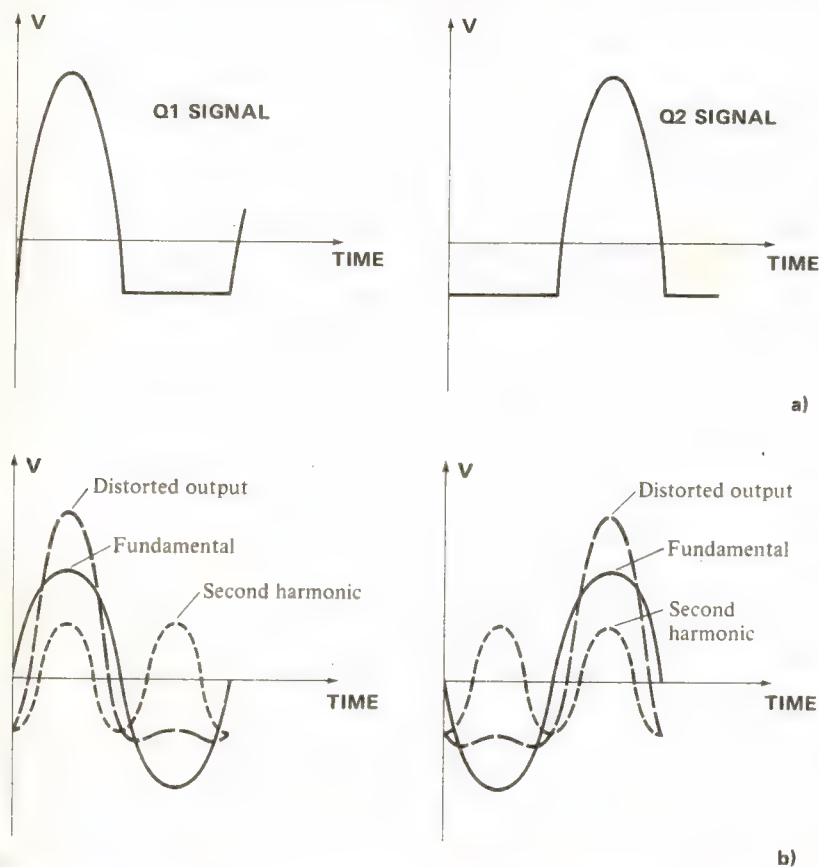 V
Q1 SIGNAL
TIME
V
Q2 SIGNAL
TIME
a)
V
Distorted output
Fundamental
Second harmonic
TIME
V
Distorted output
Fundamental
Second
harmonic
TIME
b)